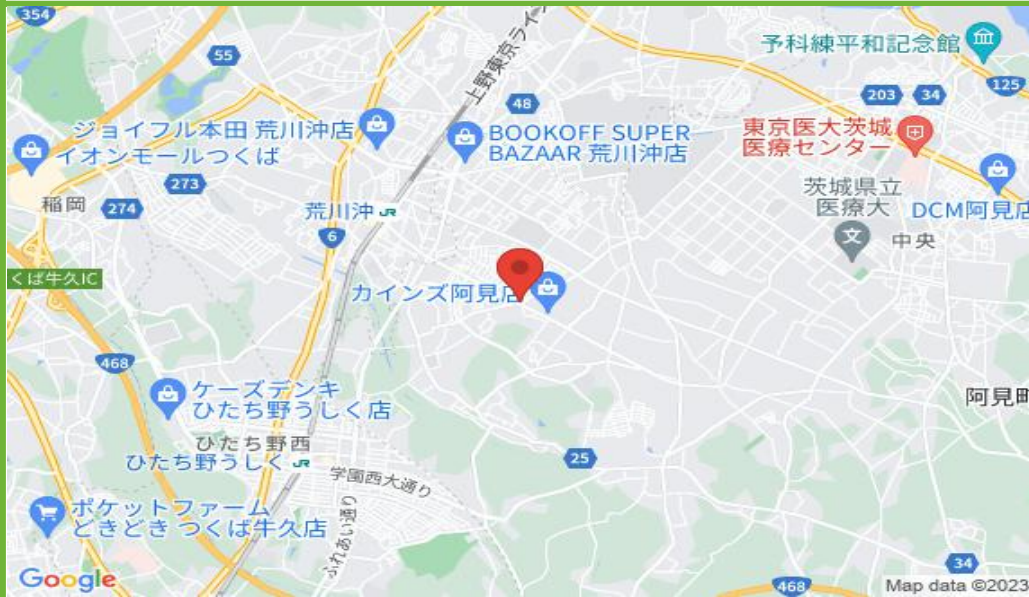 354
55
上野東京ライン
48
予科練平和記念館
125
203
34
ジョイフル本田 荒川沖店
イオンモールつくば
BOOKOFF SUPER
BAZAAR 荒川沖店
東京医大茨城
医療センター
稲岡
273
274
荒川沖
JR
6
茨城県立
医療大
DCM阿見店
文
中央
くば牛久IC
カインズ阿見店
468
ケーズデンキ
ひたち野うしく店
阿見町
ひたち野西
ひたち野うしく
JR
25
学園西大通り
ポケットファーム
どきどき つくば牛久店
ふれあい通り
34
468
Google
Map data ©2023